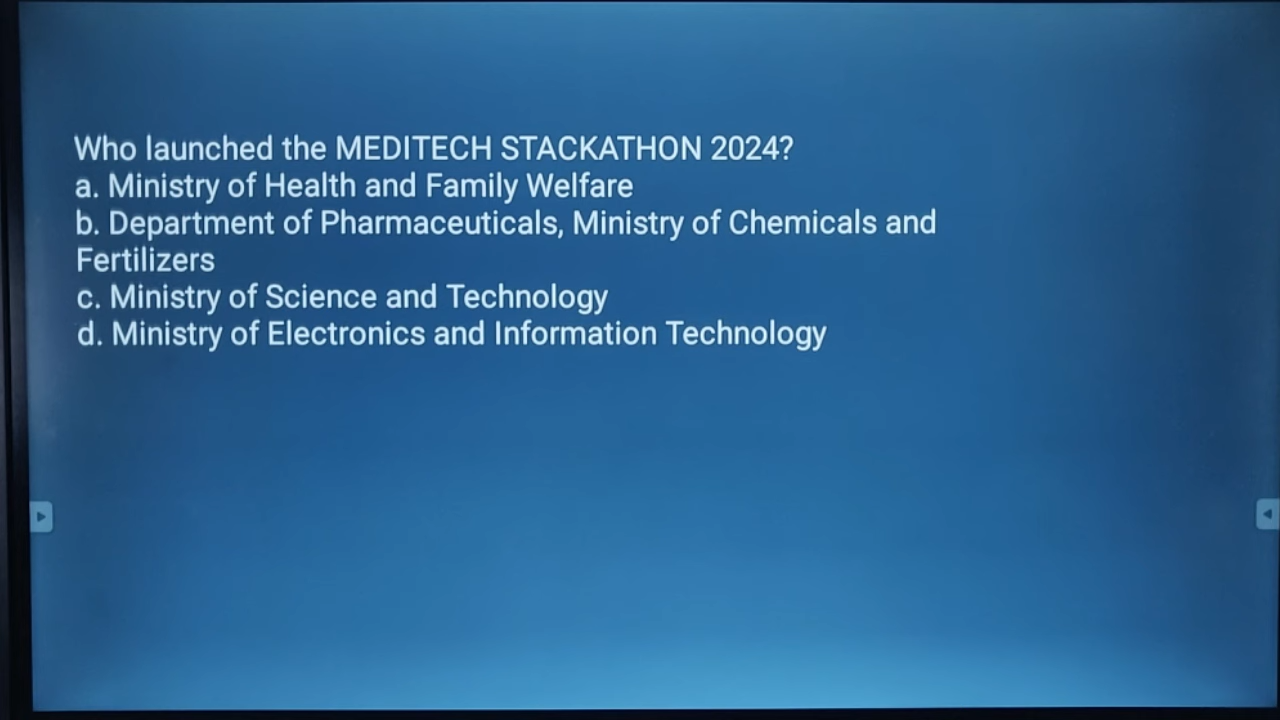 Who launched the MEDITECH STACKATHON 2024?
a. Ministry of Health and Family Welfare
b. Department of Pharmaceuticals, Ministry of Chemicals and
Fertilizers
c. Ministry of Science and Technology
d. Ministry of Electronics and Information Technology